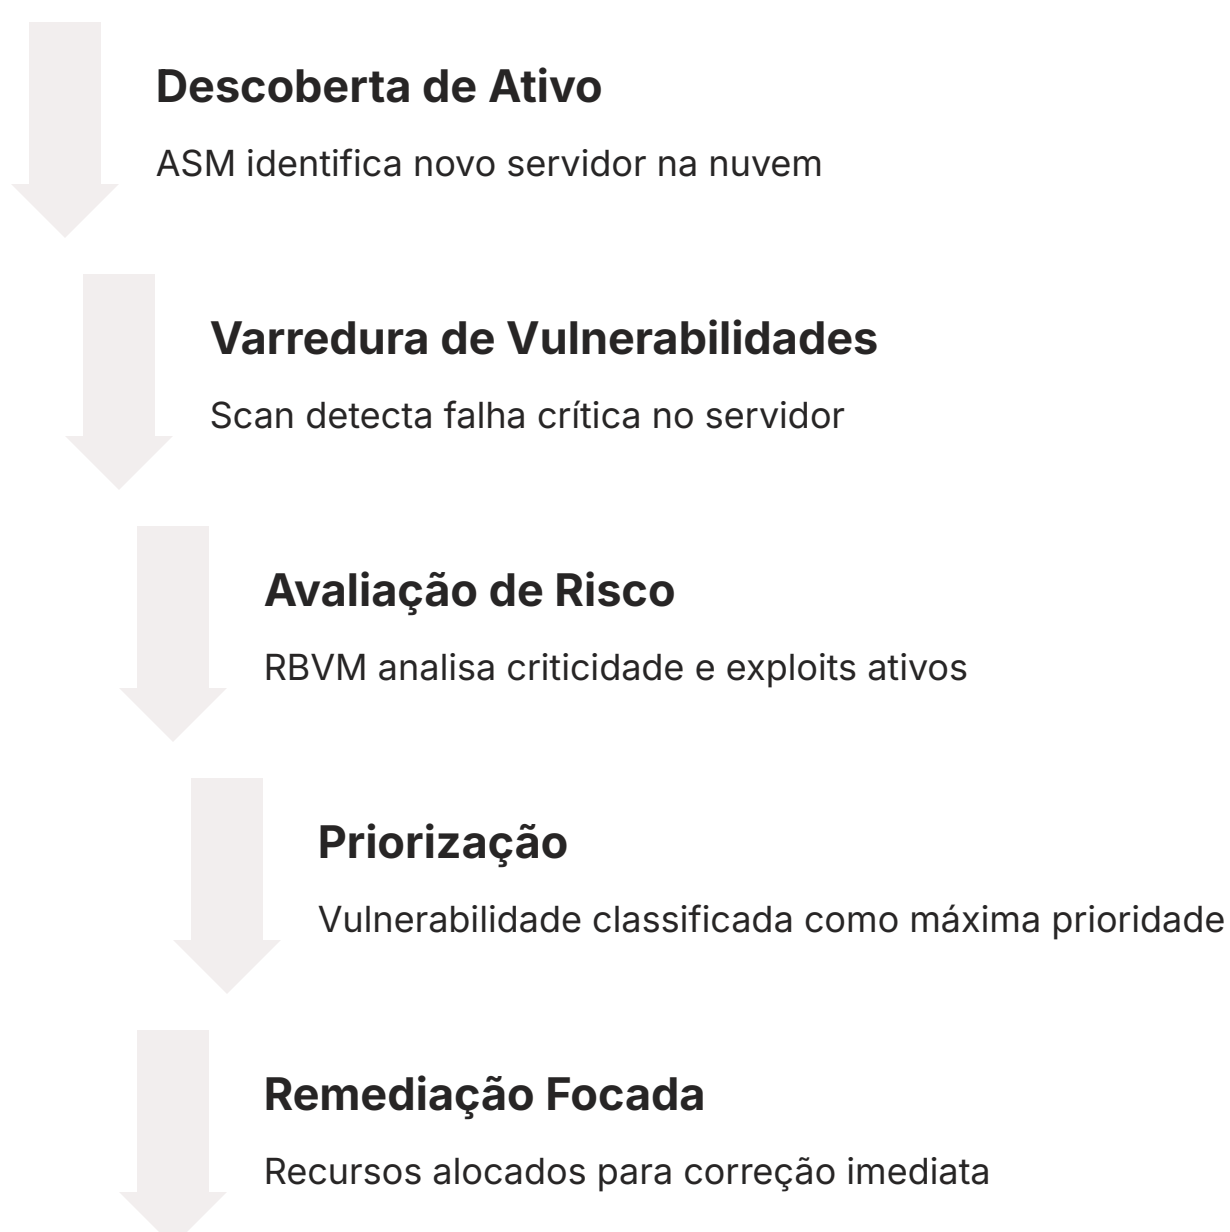 Descoberta de Ativo
ASM identifica novo servidor na nuvem
Varredura de Vulnerabilidades
Scan detecta falha crítica no servidor
Avaliação de Risco
RBVM analisa criticidade e exploits ativos
Priorização
Vulnerabilidade classificada como máxima prioridade
Remediação Focada
Recursos alocados para correção imediata